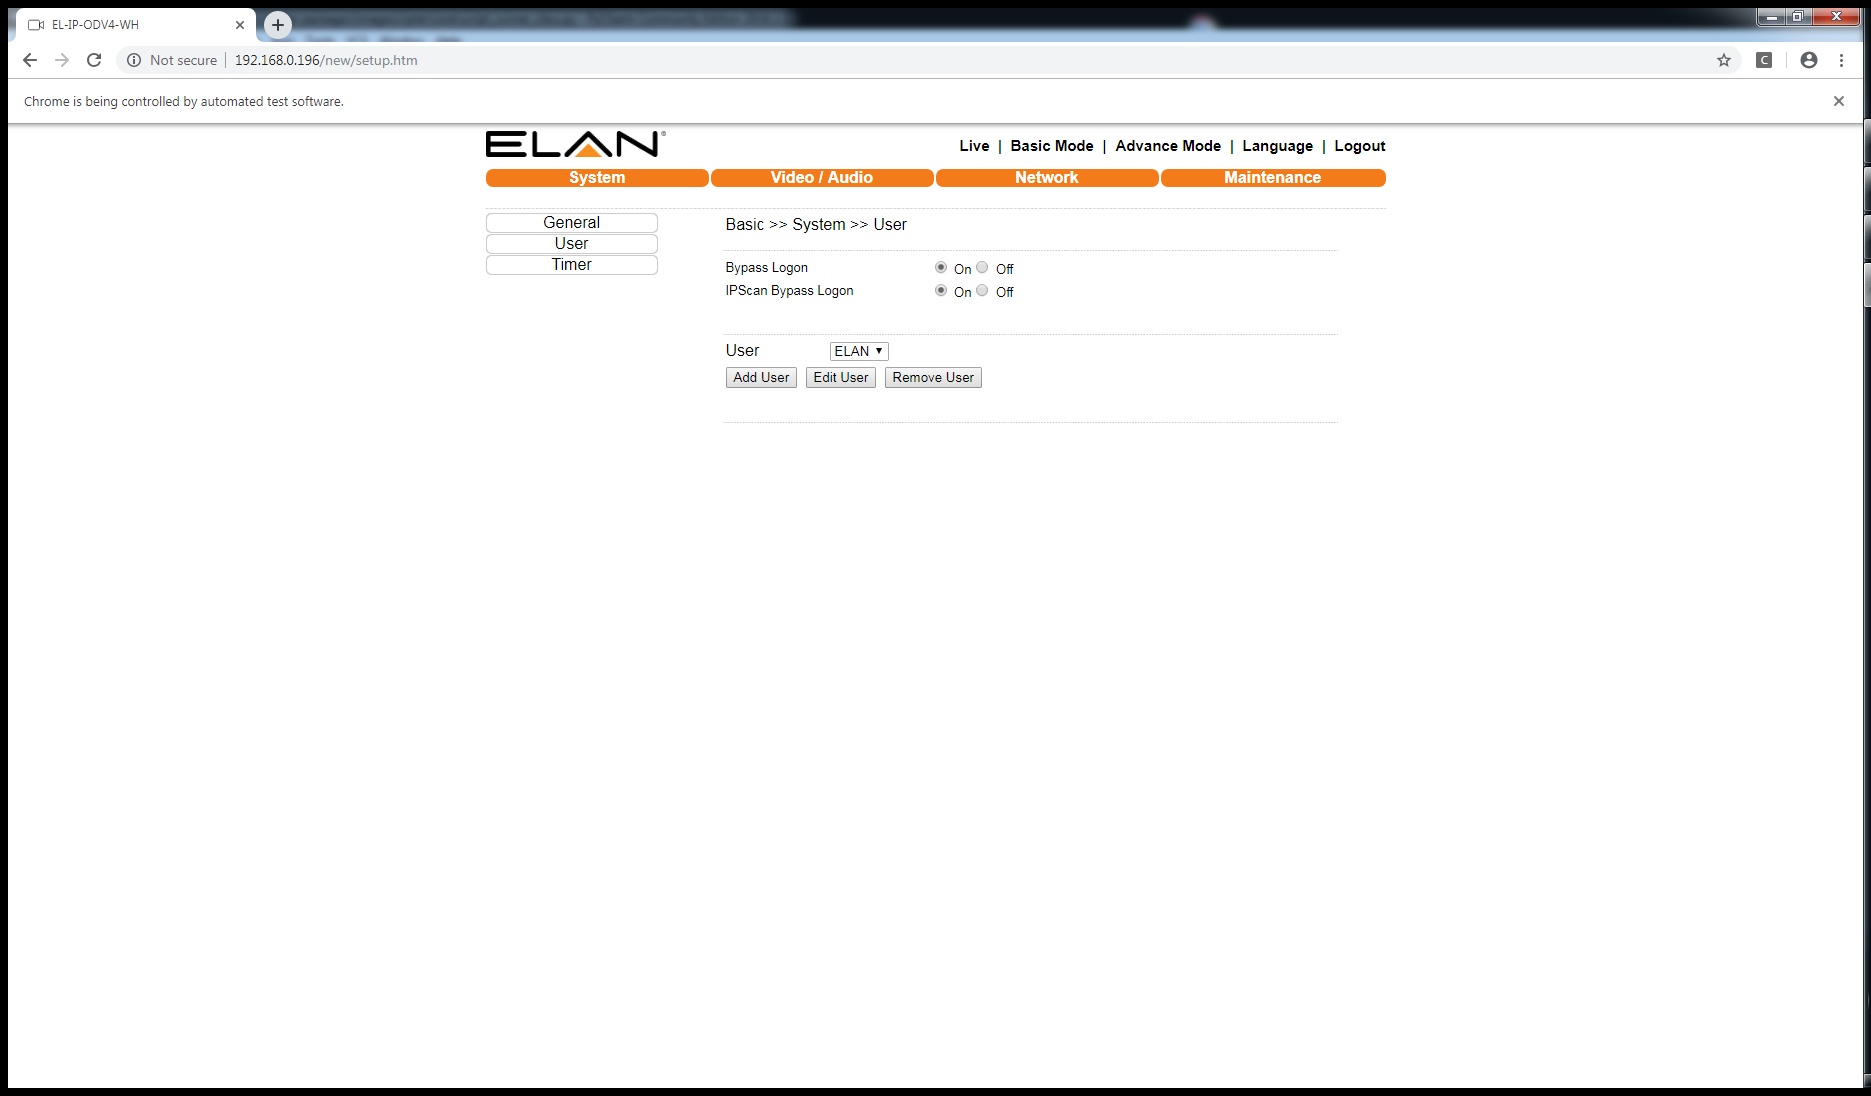 EL-IP-ODV4-WH
Not secure | 192.168.0.196/new/setup.htm
C
Chrome is being controlled by automated test software.
ELAN®
Live | Basic Mode | Advance Mode | Language | Logout
System Video / Audio Network Maintenance
General
User
Timer
Basic >> System >> User
Bypass Logon On Off
IPScan Bypass Logon On Off
User ELAN
Add User Edit User Remove User